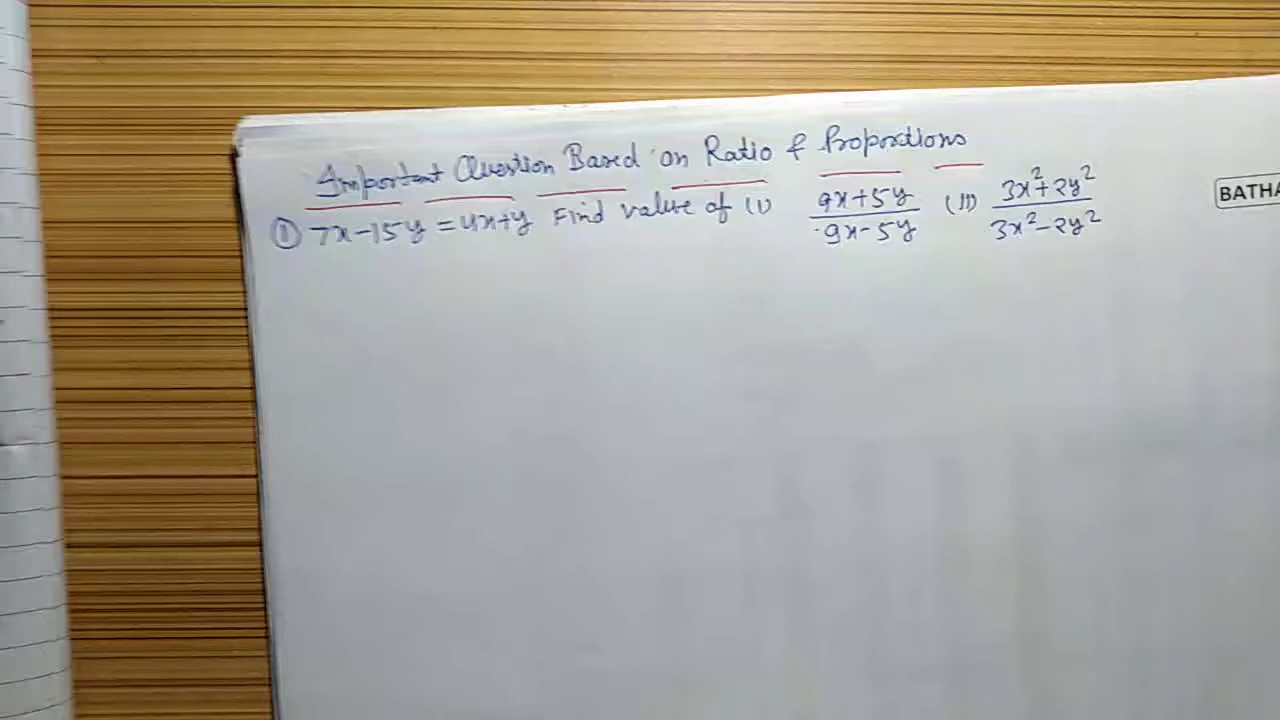 Important Question Based on Ratio & Proportions
① 7x-15y = 4x+y Find value of (I) 9x+5y / 9x-5y (II) 3x²+2y² / 3x²-2y²
BATHA